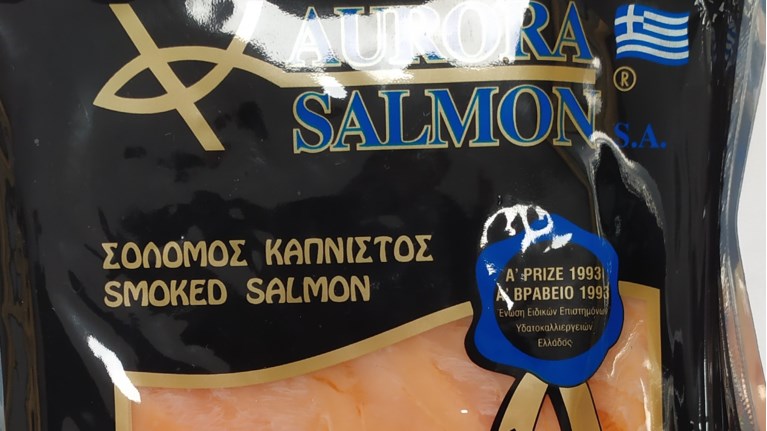 AURORA
SALMON ®
S.A.
ΣΟΛΟΜΟΣ ΚΑΠΝΙΣΤΟΣ
SMOKED SALMON
Α' PRIZE 1993
Α' ΒΡΑΒΕΙΟ 1993
Ένωση Ειδικών Επιστημόνων
Υδατοκαλλιεργειών
Ελλάδος